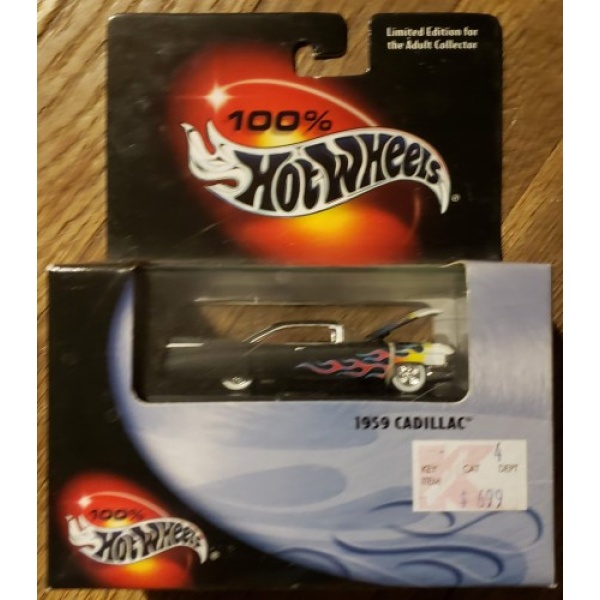 Limited Edition for
the Adult Collector
100%
Hot Wheels ®
1959 CADILLAC™
4
KEY CAT DEPT
ITEM
$ 699
100%
Hot Wheels